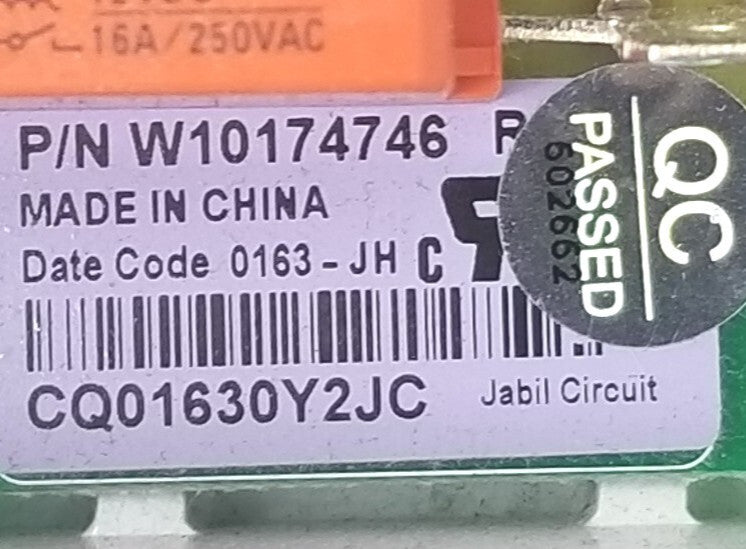 16A/250VAC
P/N W10174746 R
MADE IN CHINA
Date Code 0163-JH C
CQ01630Y2JC
Jabil Circuit
QC
PASSED
602662